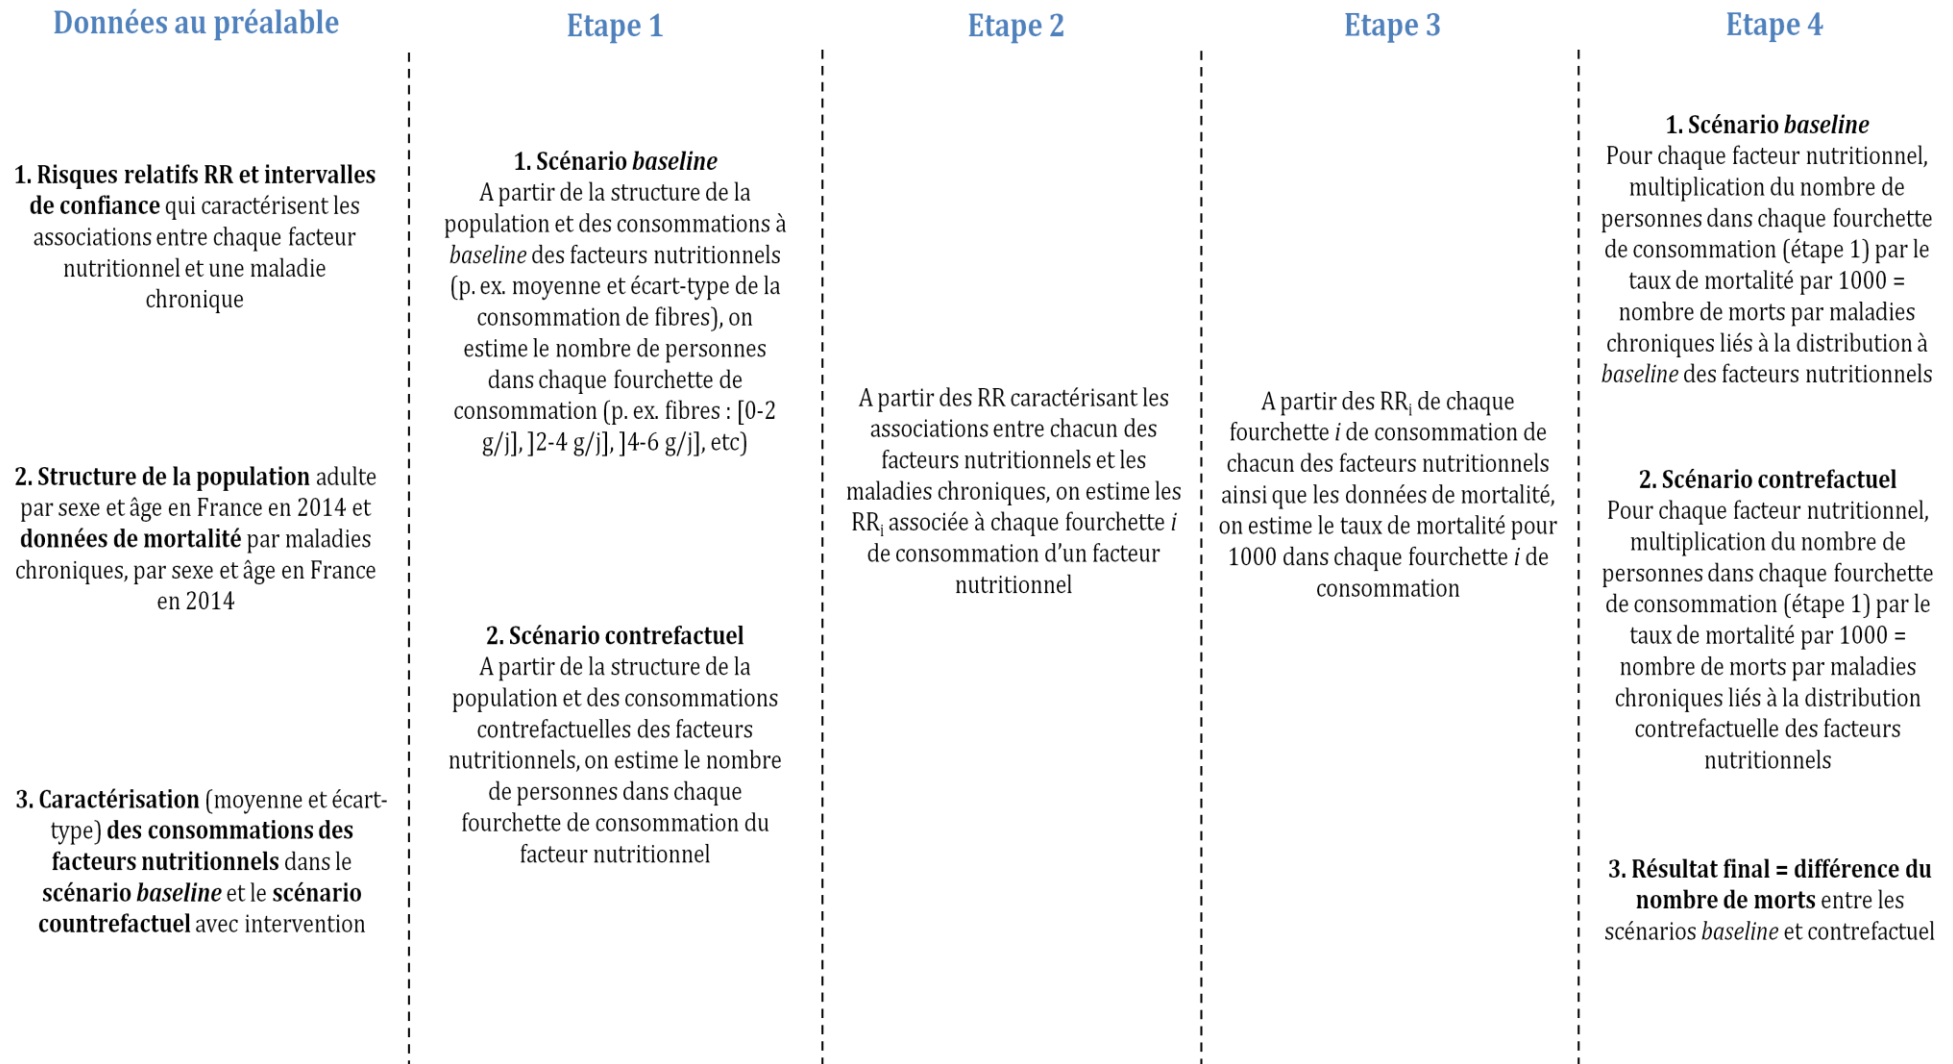 Données au préalable
1. Risques relatifs RR et intervalles
de confiance qui caractérisent les
associations entre chaque facteur
nutritionnel et une maladie
chronique
2. Structure de la population adulte
par sexe et âge en France en 2014 et
données de mortalité par maladies
chroniques, par sexe et âge en France
en 2014
3. Caractérisation (moyenne et écart-
type) des consommations des
facteurs nutritionnels dans le
scénario baseline et le scénario
countrefactuel avec intervention
Etape 1
1. Scénario baseline
A partir de la structure de la
population et des consommations à
baseline des facteurs nutritionnels
(p. ex. moyenne et écart-type de la
consommation de fibres), on
estime le nombre de personnes
dans chaque fourchette de
consommation (p. ex. fibres : [0-2
g/j], ]2-4 g/j], ]4-6 g/j], etc)
2. Scénario contrefactuel
A partir de la structure de la
population et des consommations
contrefactuelles des facteurs
nutritionnels, on estime le nombre
de personnes dans chaque
fourchette de consommation du
facteur nutritionnel
Etape 2
A partir des RR caractérisant les
associations entre chacun des
facteurs nutritionnels et les
maladies chroniques, on estime les
RRi associée à chaque fourchette i
de consommation d'un facteur
nutritionnel
Etape 3
A partir des RRi de chaque
fourchette i de consommation de
chacun des facteurs nutritionnels
ainsi que les données de mortalité,
on estime le taux de mortalité pour
1000 dans chaque fourchette i de
consommation
Etape 4
1. Scénario baseline
Pour chaque facteur nutritionnel,
multiplication du nombre de
personnes dans chaque fourchette
de consommation (étape 1) par le
taux de mortalité par 1000 =
nombre de morts par maladies
chroniques liés à la distribution à
baseline des facteurs nutritionnels
2. Scénario contrefactuel
Pour chaque facteur nutritionnel,
multiplication du nombre de
personnes dans chaque fourchette
de consommation (étape 1) par le
taux de mortalité par 1000 =
nombre de morts par maladies
chroniques liés à la distribution
contrefactuelle des facteurs
nutritionnels
3. Résultat final = différence du
nombre de morts entre les
scénarios baseline et contrefactuel